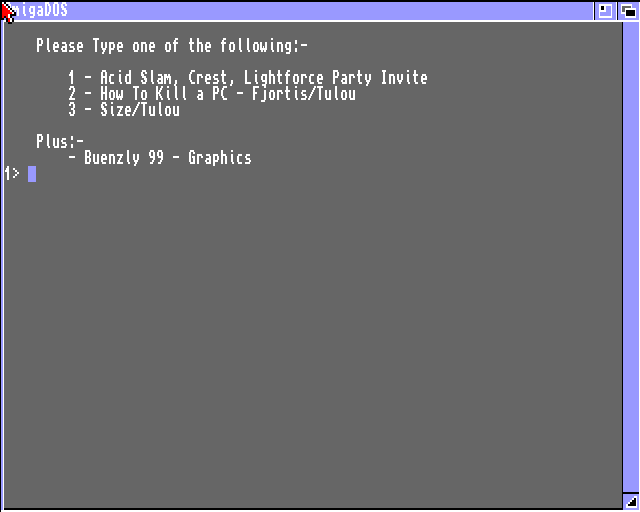 AmigaDOS
Please Type one of the following:-
1 - Acid Slam, Crest, Lightforce Party Invite
2 - How To Kill a PC - Fjortis/Tulou
3 - Size/Tulou
Plus:-
- Buenzly 99 - Graphics
1>